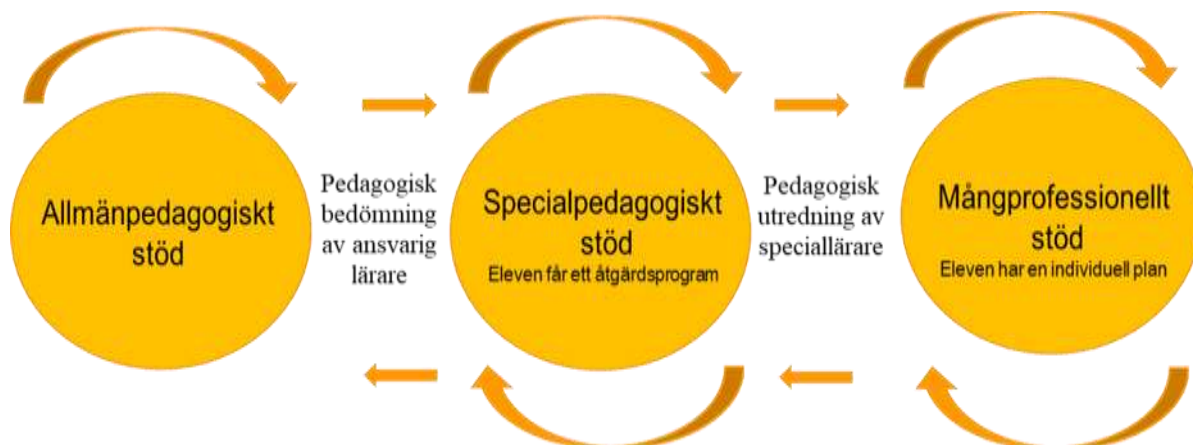 Allmänpedagogiskt
stöd
Pedagogisk
bedömning
av ansvarig
lärare
Specialpedagogiskt
stöd
Eleven får ett åtgärdsprogram
Pedagogisk
utredning av
speciallärare
Mångprofessionellt
stöd
Eleven har en individuell plan